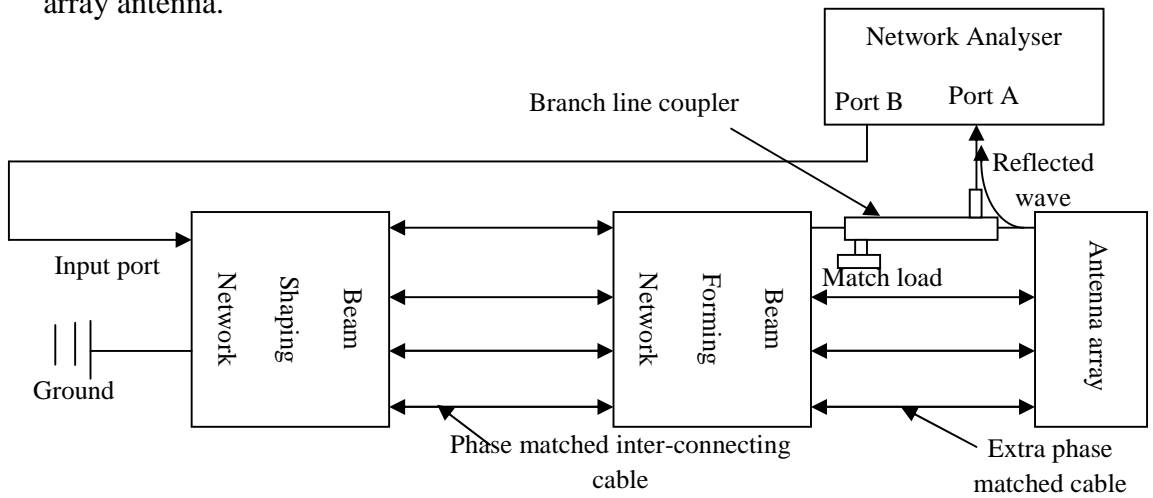 array antenna.
Network Analyser
Port B
Port A
Branch line coupler
Reflected
wave
Input port
Match load
Beam
Shaping
Network
Beam
Forming
Network
Antenna array
Ground
Phase matched inter-connecting
cable
Extra phase
matched cable